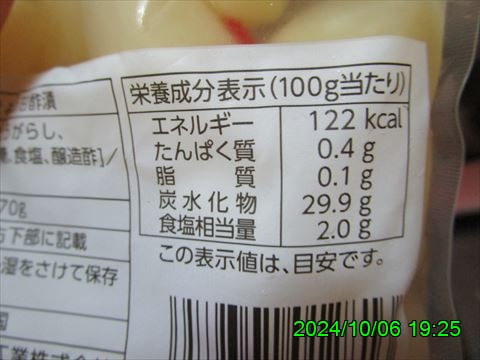 酢漬
がらし、
食塩、醸造酢]/
70g
下部に記載
湿をさけて保存
栄養成分表示(100g当たり)
エネルギー 122 kcal
たんぱく質 0.4 g
脂質 0.1 g
炭水化物 29.9 g
食塩相当量 2.0 g
この表示値は、目安です。
2024/10/06 19:25